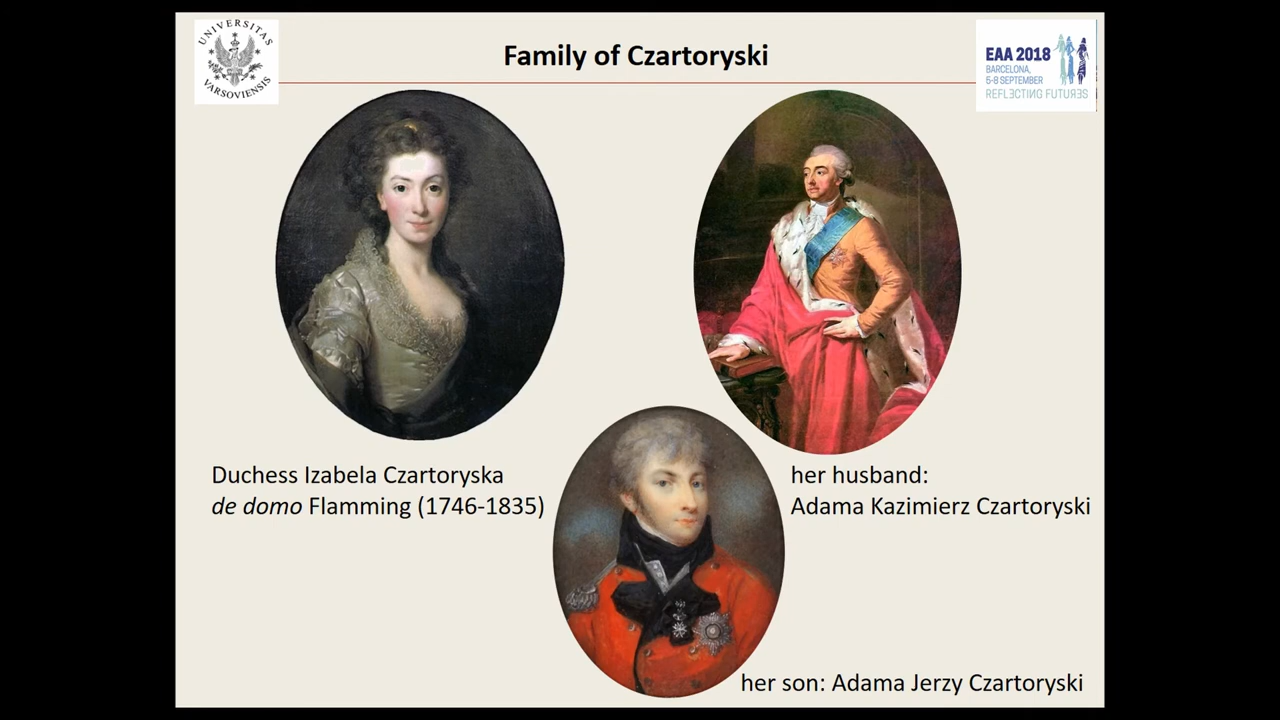 UNIVERSITAS
VARSOVIENSIS
Family of Czartoryski
EAA 2018
BARCELONA,
5-8 SEPTEMBER
REFLECTING FUTURES
Duchess Izabela Czartoryska
de domo Flamming (1746-1835)
her husband:
Adama Kazimierz Czartoryski
her son: Adama Jerzy Czartoryski